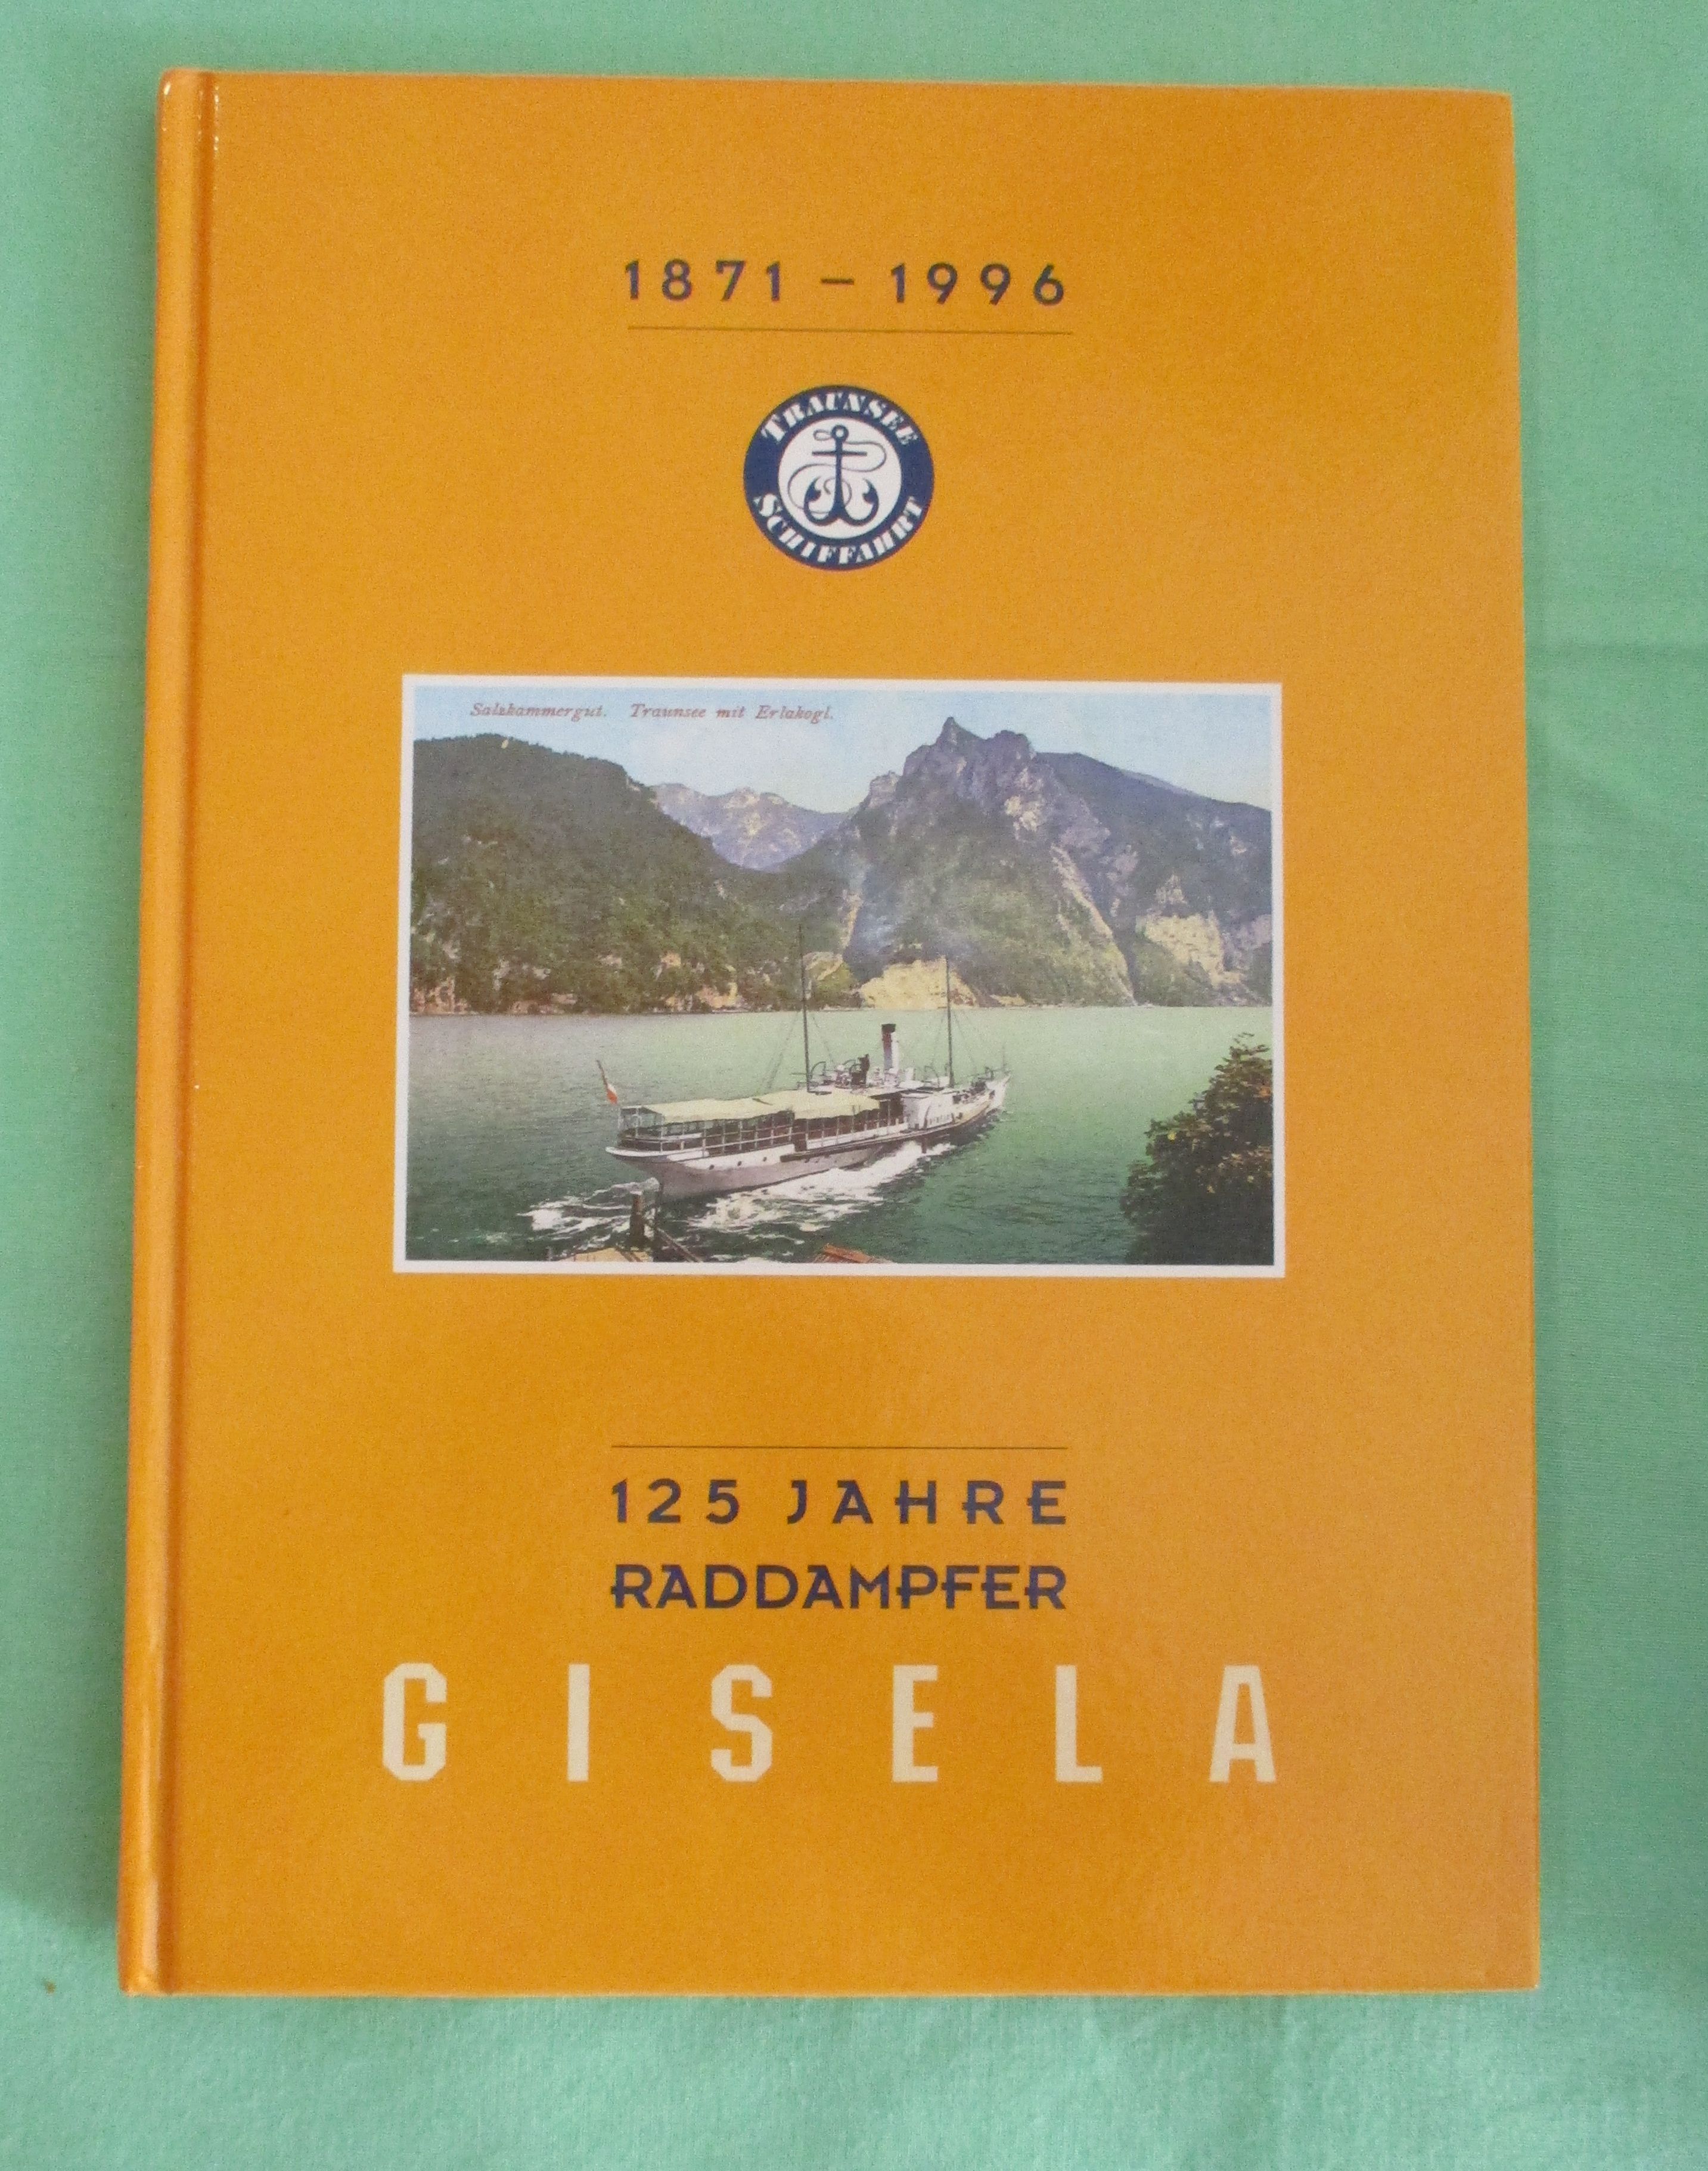 1871 – 1996
TRAUNSEE
SCHIFFAHRT
Salzkammergut. Traunsee mit Erlakogl.
125 JAHRE
RADDAMPFER
GISELA